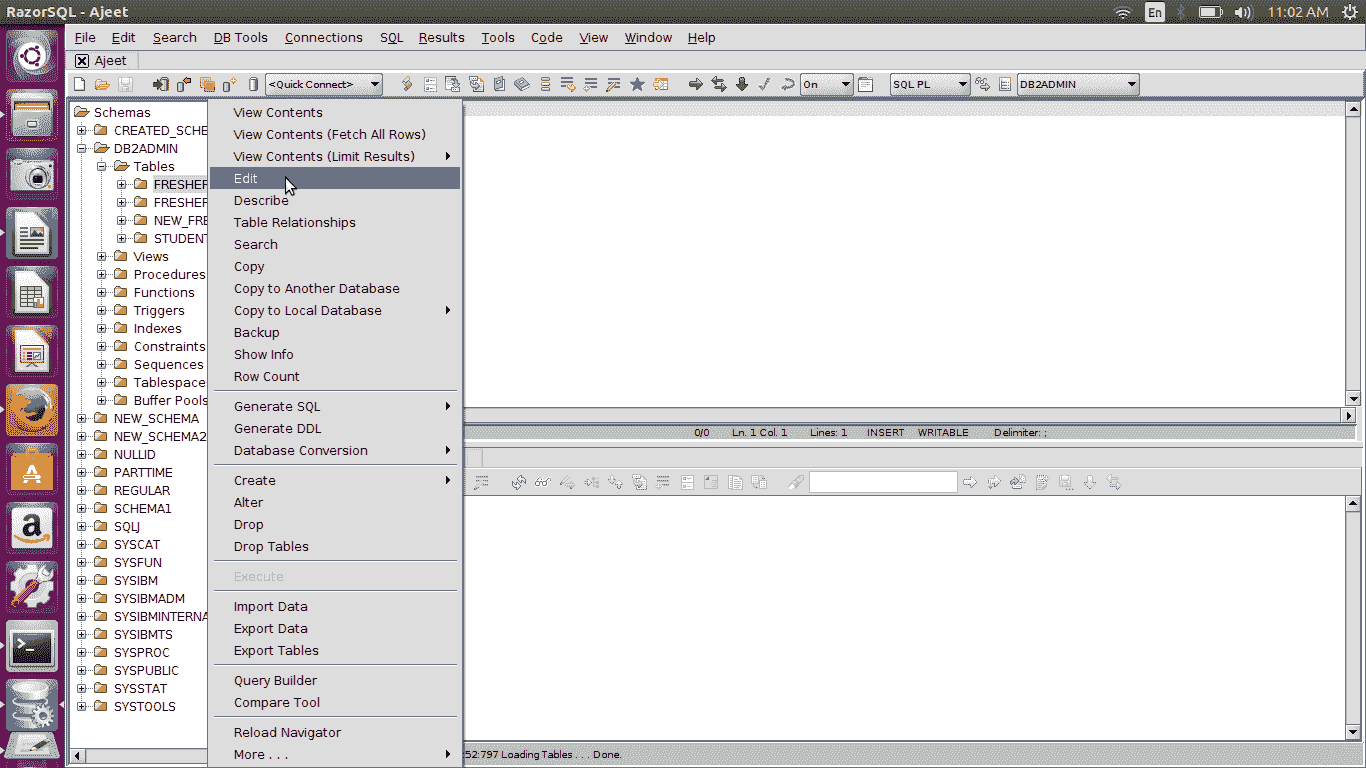 RazorSQL - Ajeet
En
11:02 AM
File Edit Search DB Tools Connections SQL Results Tools Code View Window Help
Ajeet
<Quick Connect> On SQL PL DB2ADMIN
Schemas
CREATED_SCHE
DB2ADMIN
Tables
FRESHER
FRESHER
NEW_FRE
STUDENT
Views
Procedures
Functions
Triggers
Indexes
Constraints
Sequences
Tablespace
Buffer Pools
NEW_SCHEMA
NEW_SCHEMA2
NULLID
PARTTIME
REGULAR
SCHEMA1
SQLJ
SYSCAT
SYSFUN
SYSIBM
SYSIBMADM
SYSIBMINTERNA
SYSIBMTS
SYSPROC
SYSPUBLIC
SYSSTAT
SYSTOOLS
View Contents
View Contents (Fetch All Rows)
View Contents (Limit Results)
Edit
Describe
Table Relationships
Search
Copy
Copy to Another Database
Copy to Local Database
Backup
Show Info
Row Count
Generate SQL
Generate DDL
Database Conversion
Create
Alter
Drop
Drop Tables
Execute
Import Data
Export Data
Export Tables
Query Builder
Compare Tool
Reload Navigator
More . . .
0/0 Ln. 1 Col. 1 Lines: 1 INSERT WRITABLE Delimiter: ;
:52:797 Loading Tables . . . Done.